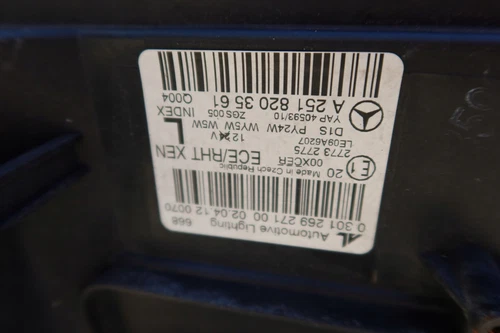 A 251 820 35 61
YAP 40593/10 ZGS 005
INDEX Q004
D1S PY24W WY5W W5W
LE09A6207
12V
L
2773 2775
00XCER
ECE/RHT XEN
E1
20 Made in Czech Republic
0 301 269 271 00 02 04 12 0070
AL Automotive Lighting 668